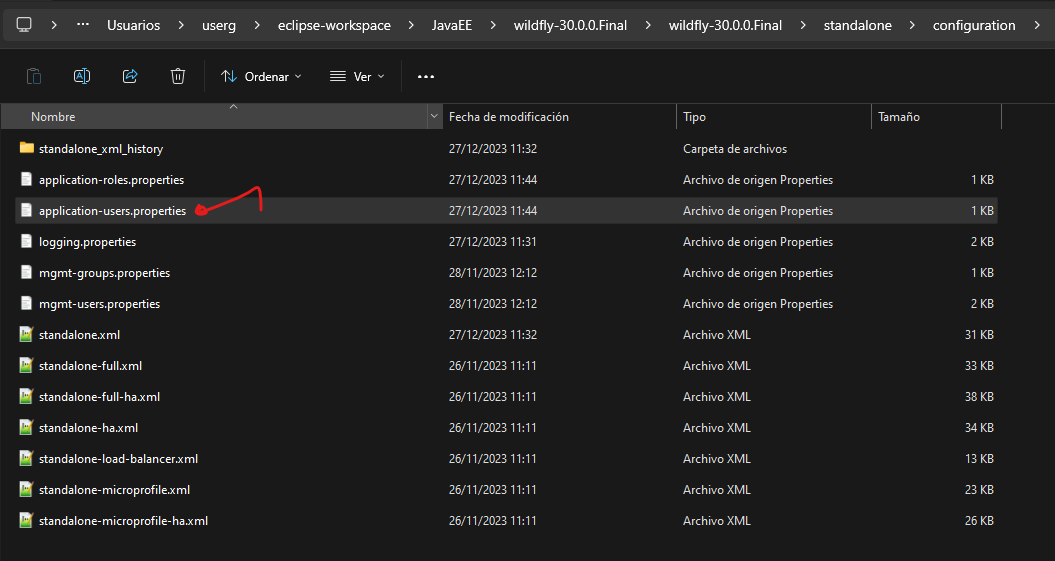 ··· Usuarios userg eclipse-workspace JavaEE wildfly-30.0.0.Final wildfly-30.0.0.Final standalone configuration
Ordenar Ver ···
Nombre Fecha de modificación Tipo Tamaño
standalone_xml_history 27/12/2023 11:32 Carpeta de archivos
application-roles.properties 27/12/2023 11:44 Archivo de origen Properties 1 KB
application-users.properties 27/12/2023 11:44 Archivo de origen Properties 1 KB
logging.properties 27/12/2023 11:31 Archivo de origen Properties 2 KB
mgmt-groups.properties 28/11/2023 12:12 Archivo de origen Properties 1 KB
mgmt-users.properties 28/11/2023 12:12 Archivo de origen Properties 2 KB
standalone.xml 27/12/2023 11:32 Archivo XML 31 KB
standalone-full.xml 26/11/2023 11:11 Archivo XML 33 KB
standalone-full-ha.xml 26/11/2023 11:11 Archivo XML 38 KB
standalone-ha.xml 26/11/2023 11:11 Archivo XML 34 KB
standalone-load-balancer.xml 26/11/2023 11:11 Archivo XML 13 KB
standalone-microprofile.xml 26/11/2023 11:11 Archivo XML 23 KB
standalone-microprofile-ha.xml 26/11/2023 11:11 Archivo XML 26 KB